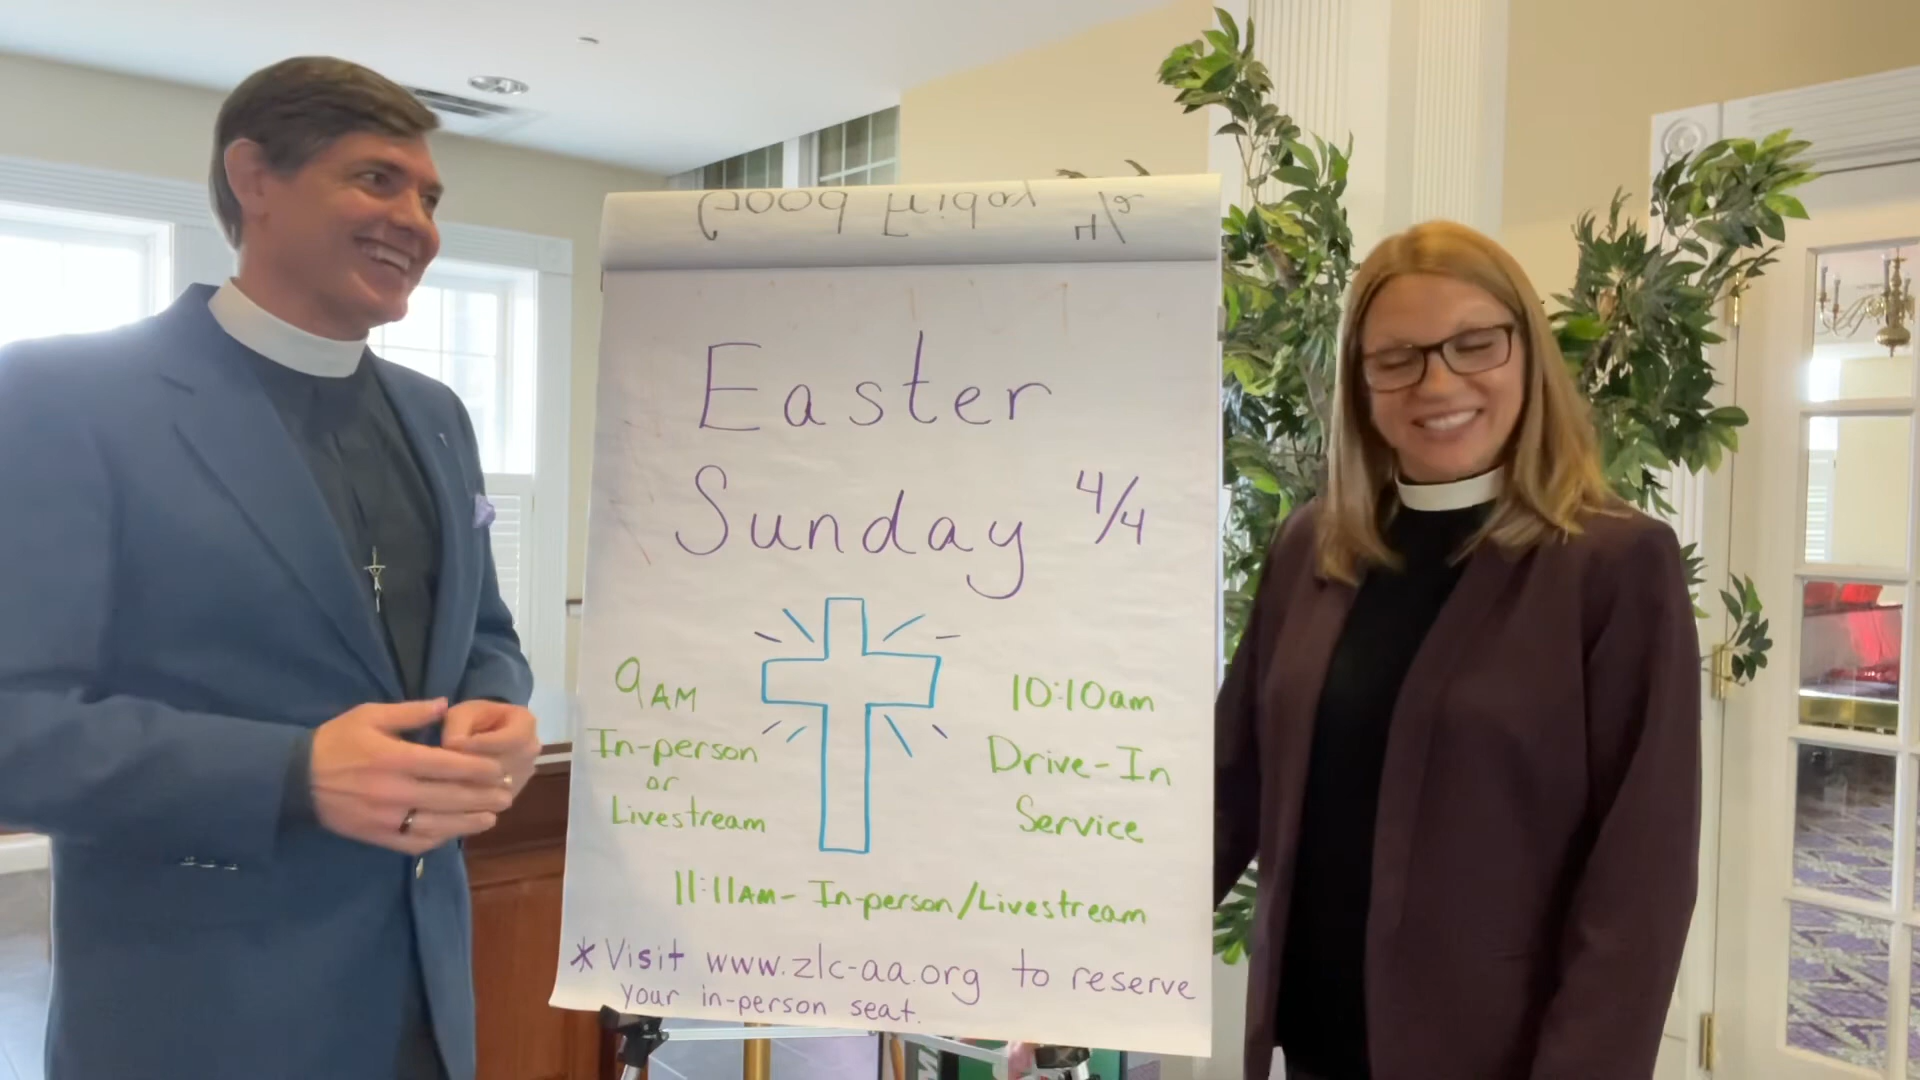 Good Friday 4/2
Easter
Sunday 4/4
9AM
In-person
or
Livestream
10:10am
Drive-In
Service
11:11AM- In-person/Livestream
*Visit www.zlc-aa.org to reserve
your in-person seat.